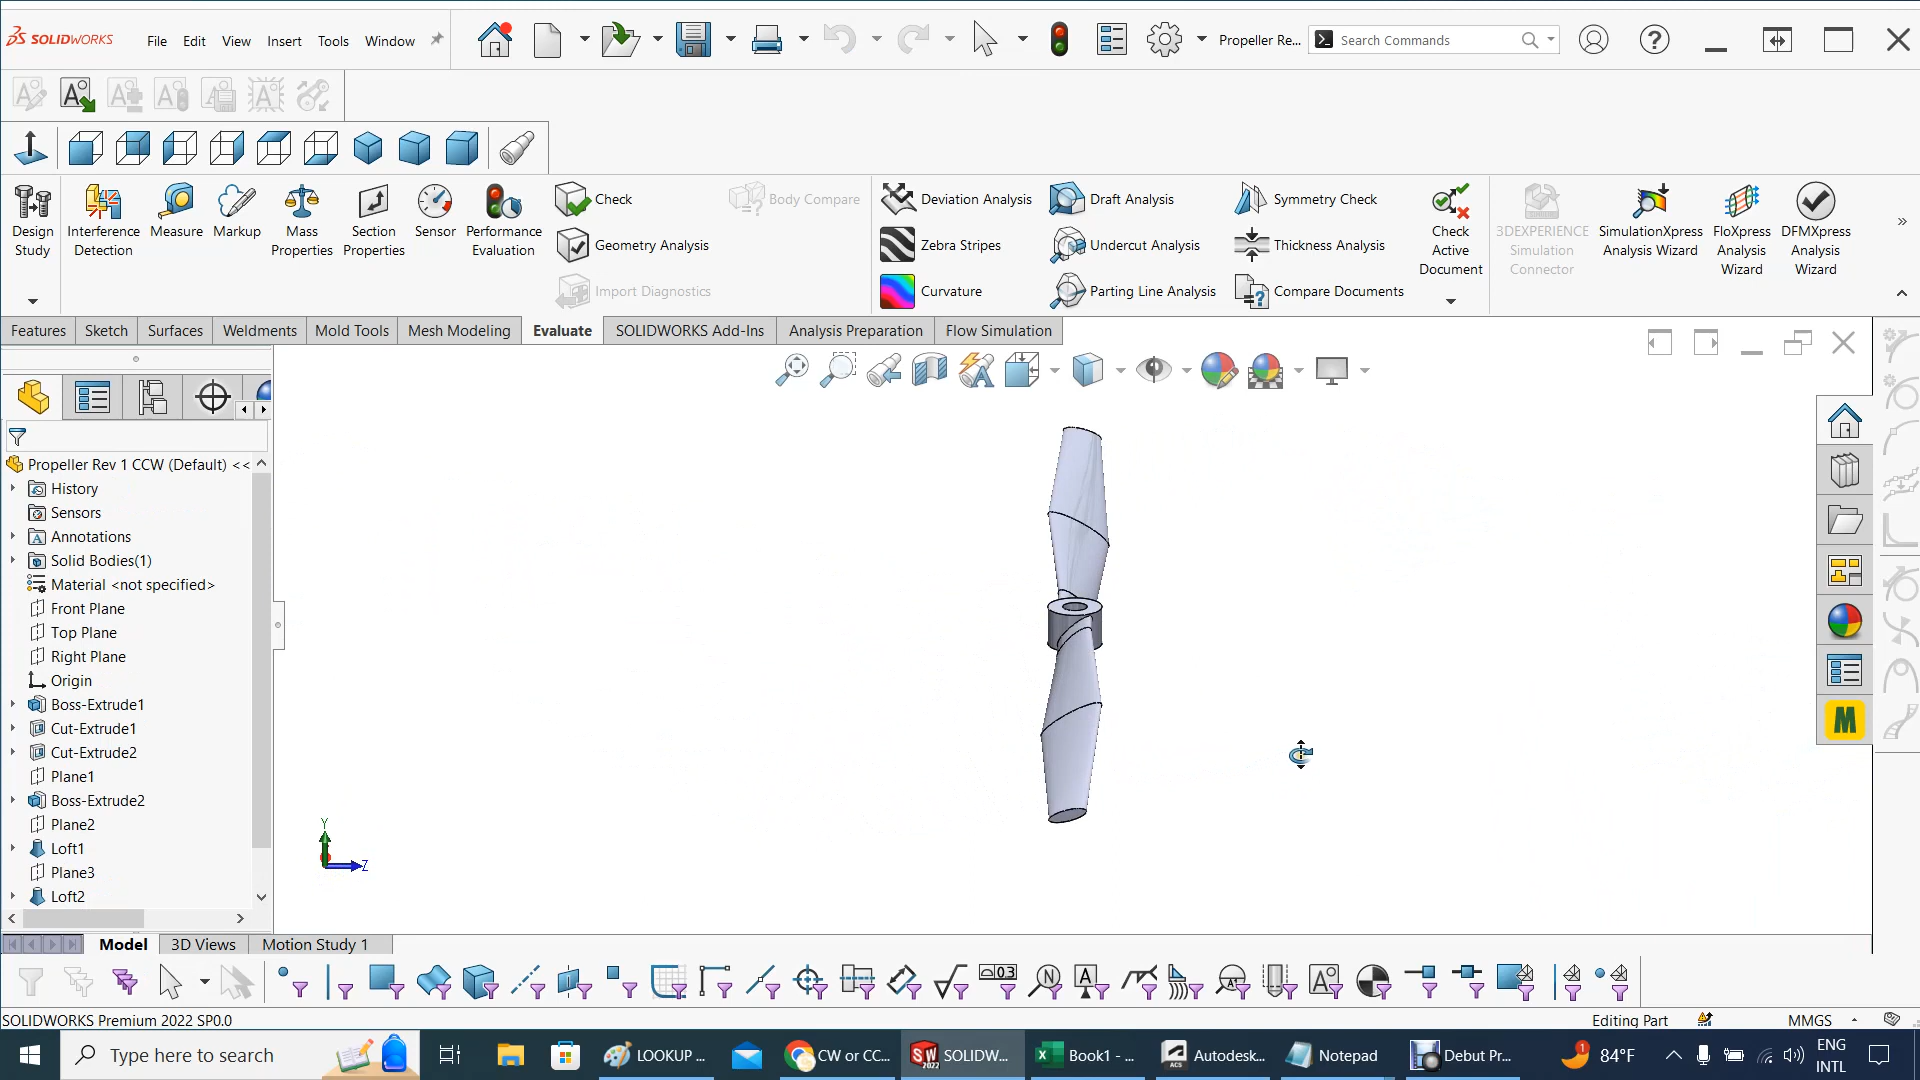 SOLIDWORKS File Edit View Insert Tools Window Propeller Re... Search Commands
Design Study
Interference Detection
Measure
Markup
Mass Properties
Section Properties
Sensor
Performance Evaluation
Check
Geometry Analysis
Import Diagnostics
Body Compare
Deviation Analysis
Zebra Stripes
Curvature
Draft Analysis
Undercut Analysis
Parting Line Analysis
Symmetry Check
Thickness Analysis
Compare Documents
Check Active Document
3DEXPERIENCE Simulation Connector
SimulationXpress Analysis Wizard
FloXpress Analysis Wizard
DFMXpress Analysis Wizard
Features Sketch Surfaces Weldments Mold Tools Mesh Modeling Evaluate SOLIDWORKS Add-Ins Analysis Preparation Flow Simulation
Propeller Rev 1 CCW (Default) <<
History
Sensors
Annotations
Solid Bodies(1)
Material <not specified>
Front Plane
Top Plane
Right Plane
Origin
Boss-Extrude1
Cut-Extrude1
Cut-Extrude2
Plane1
Boss-Extrude2
Plane2
Loft1
Plane3
Loft2
Y
Z
M
Model 3D Views Motion Study 1
SOLIDWORKS Premium 2022 SP0.0 Editing Part MMGS
Type here to search LOOKUP ... CW or CC... SOLIDW... Book1 - ... Autodesk... Notepad Debut Pr... 84°F ENG
INTL